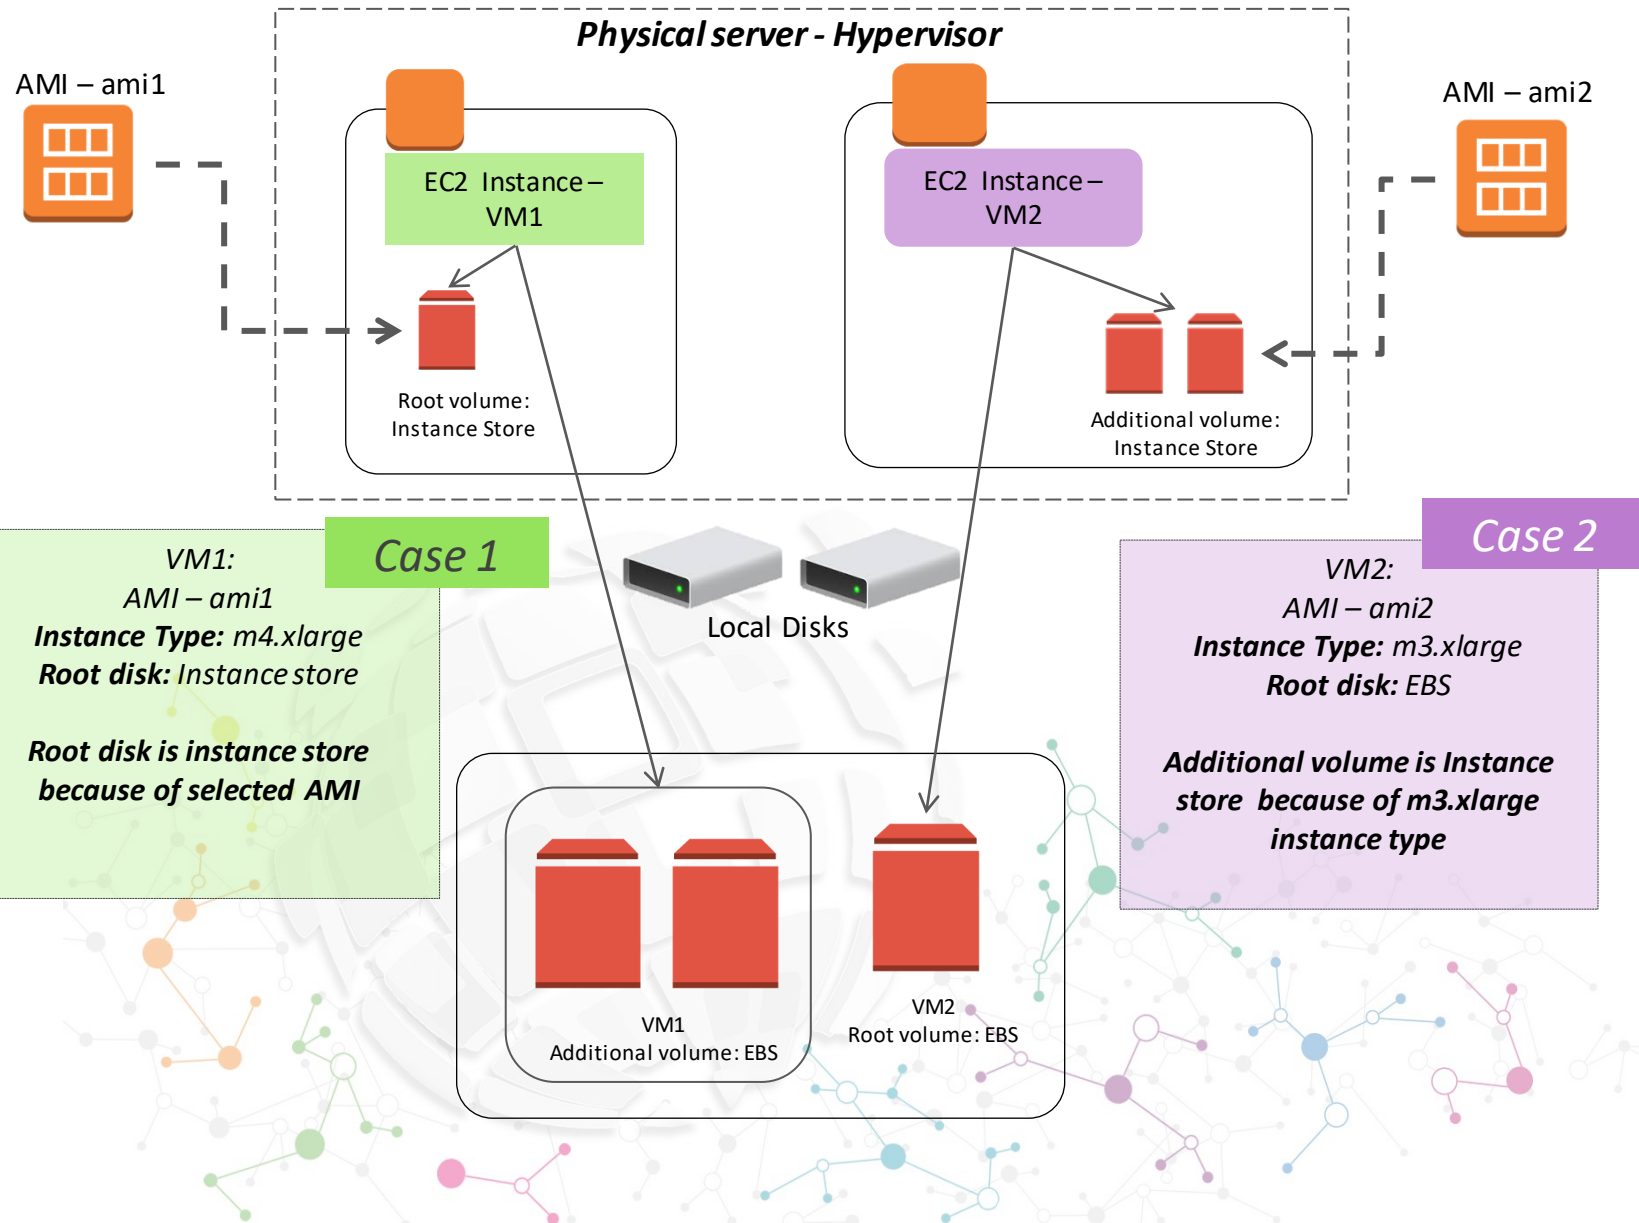 Physical server - Hypervisor
AMI – ami1
AMI – ami2
EC2 Instance –
VM1
EC2 Instance –
VM2
Root volume:
Instance Store
Additional volume:
Instance Store
Case 1
VM1:
AMI – ami1
Instance Type: m4.xlarge
Root disk: Instance store
Root disk is instance store
because of selected AMI
Local Disks
Case 2
VM2:
AMI – ami2
Instance Type: m3.xlarge
Root disk: EBS
Additional volume is Instance
store because of m3.xlarge
instance type
VM1
Additional volume: EBS
VM2
Root volume: EBS